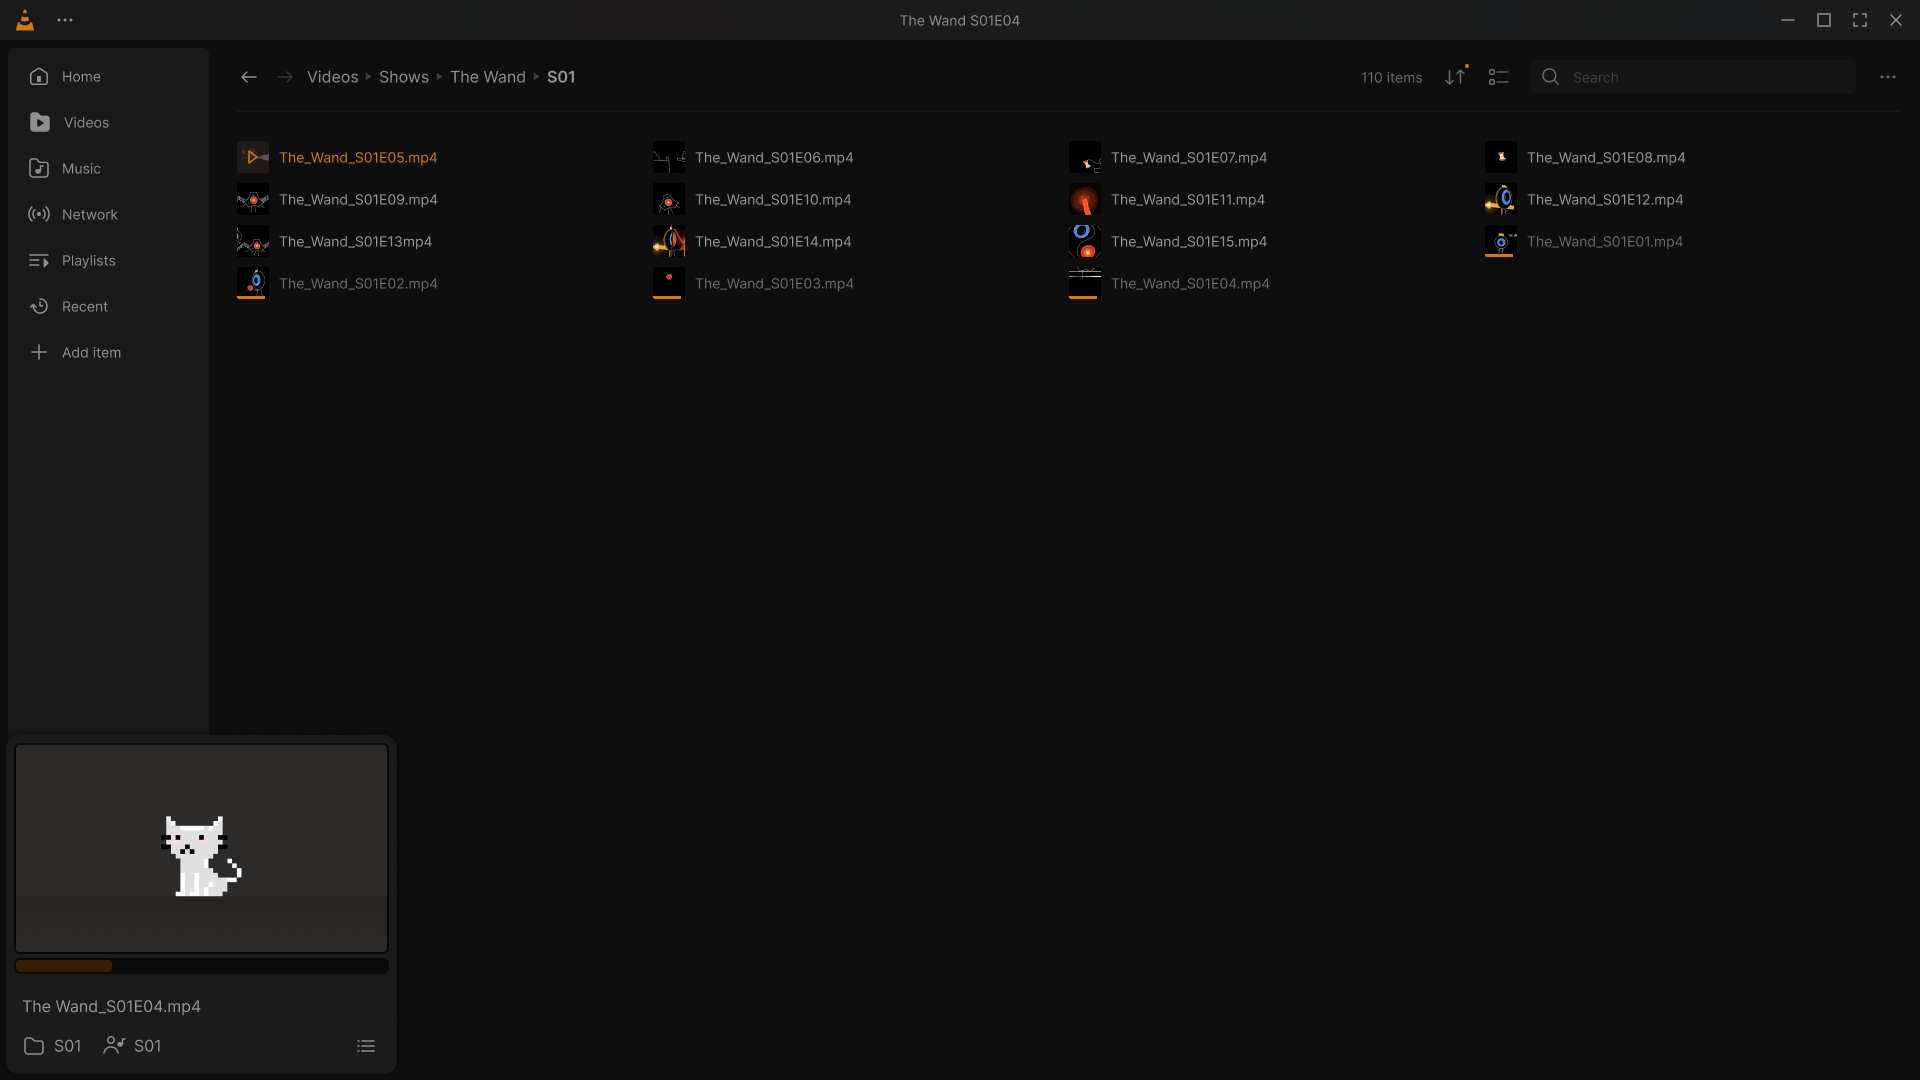 The Wand S01E04
Home
Videos
Music
Network
Playlists
Recent
Add item
Videos Shows The Wand S01
110 items
Search
The_Wand_S01E05.mp4
The_Wand_S01E06.mp4
The_Wand_S01E07.mp4
The_Wand_S01E08.mp4
The_Wand_S01E09.mp4
The_Wand_S01E10.mp4
The_Wand_S01E11.mp4
The_Wand_S01E12.mp4
The_Wand_S01E13mp4
The_Wand_S01E14.mp4
The_Wand_S01E15.mp4
The_Wand_S01E01.mp4
The_Wand_S01E02.mp4
The_Wand_S01E03.mp4
The_Wand_S01E04.mp4
The Wand_S01E04.mp4
S01 S01